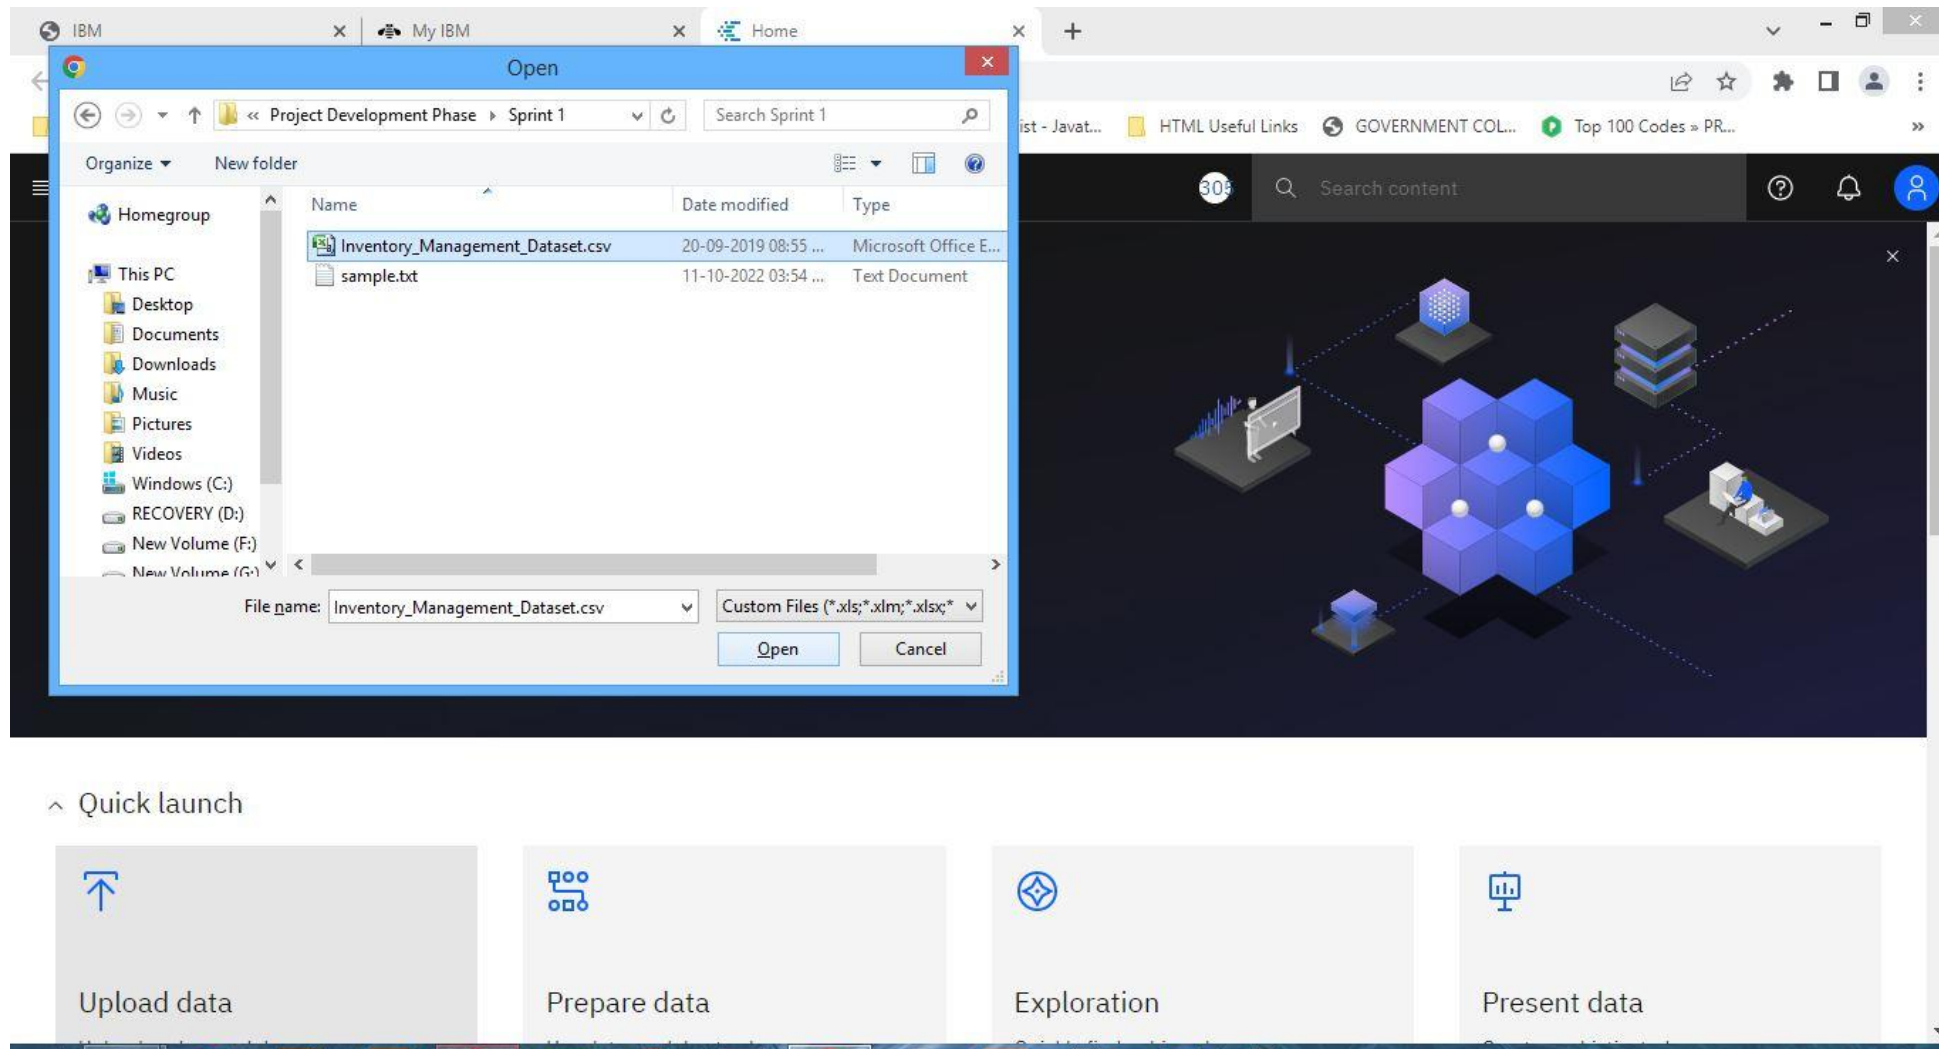 IBM
My IBM
Home
Open
« Project Development Phase Sprint 1
Search Sprint 1
ist - Javat...
HTML Useful Links
GOVERNMENT COL...
Top 100 Codes » PR...
»
Organize
New folder
305
Search content
Name
Date modified
Type
Homegroup
Inventory_Management_Dataset.csv 20-09-2019 08:55 ... Microsoft Office E...
sample.txt 11-10-2022 03:54 ... Text Document
This PC
Desktop
Documents
Downloads
Music
Pictures
Videos
Windows (C:)
RECOVERY (D:)
New Volume (F:)
New Volume (G:)
File name: Inventory_Management_Dataset.csv
Custom Files (*.xls;*.xlm;*.xlsx;*
Open
Cancel
Quick launch
Upload data
Prepare data
Exploration
Present data